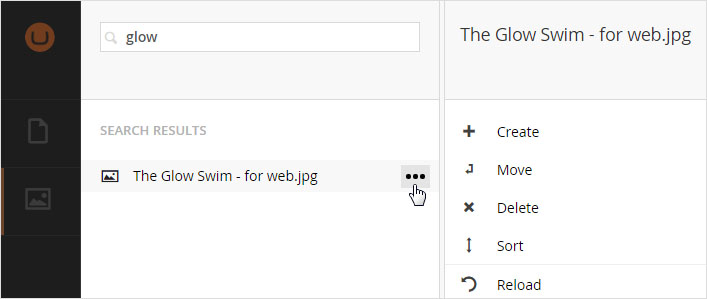 glow
SEARCH RESULTS
The Glow Swim - for web.jpg
The Glow Swim - for web.jpg
Create
Move
Delete
Sort
Reload